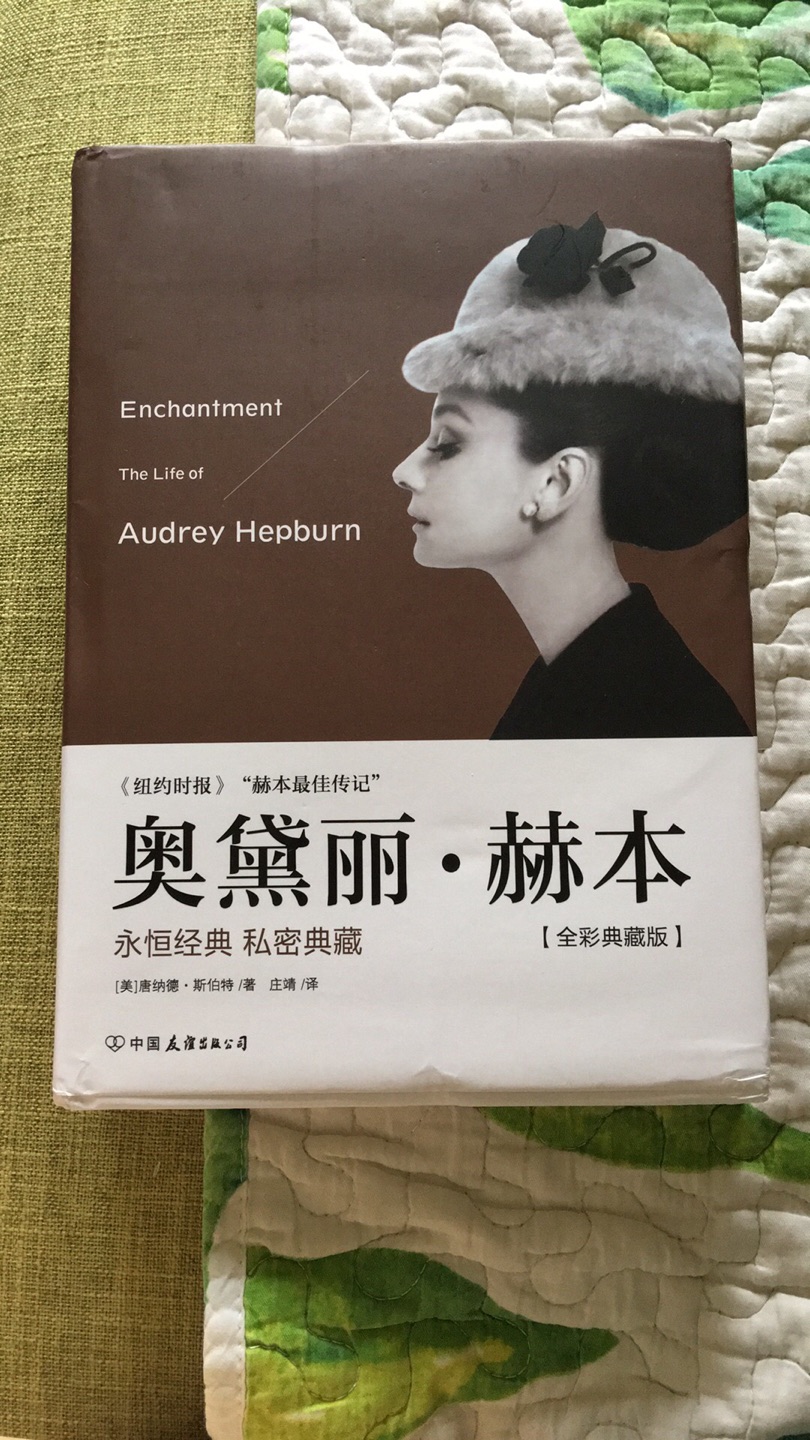 Enchantment
The Life of
Audrey Hepburn
《纽约时报》“赫本最佳传记”
奥黛丽·赫本
永恒经典 私密典藏
【全彩典藏版】
[美]唐纳德·斯伯特 /著 庄靖 /译
中国友谊出版公司